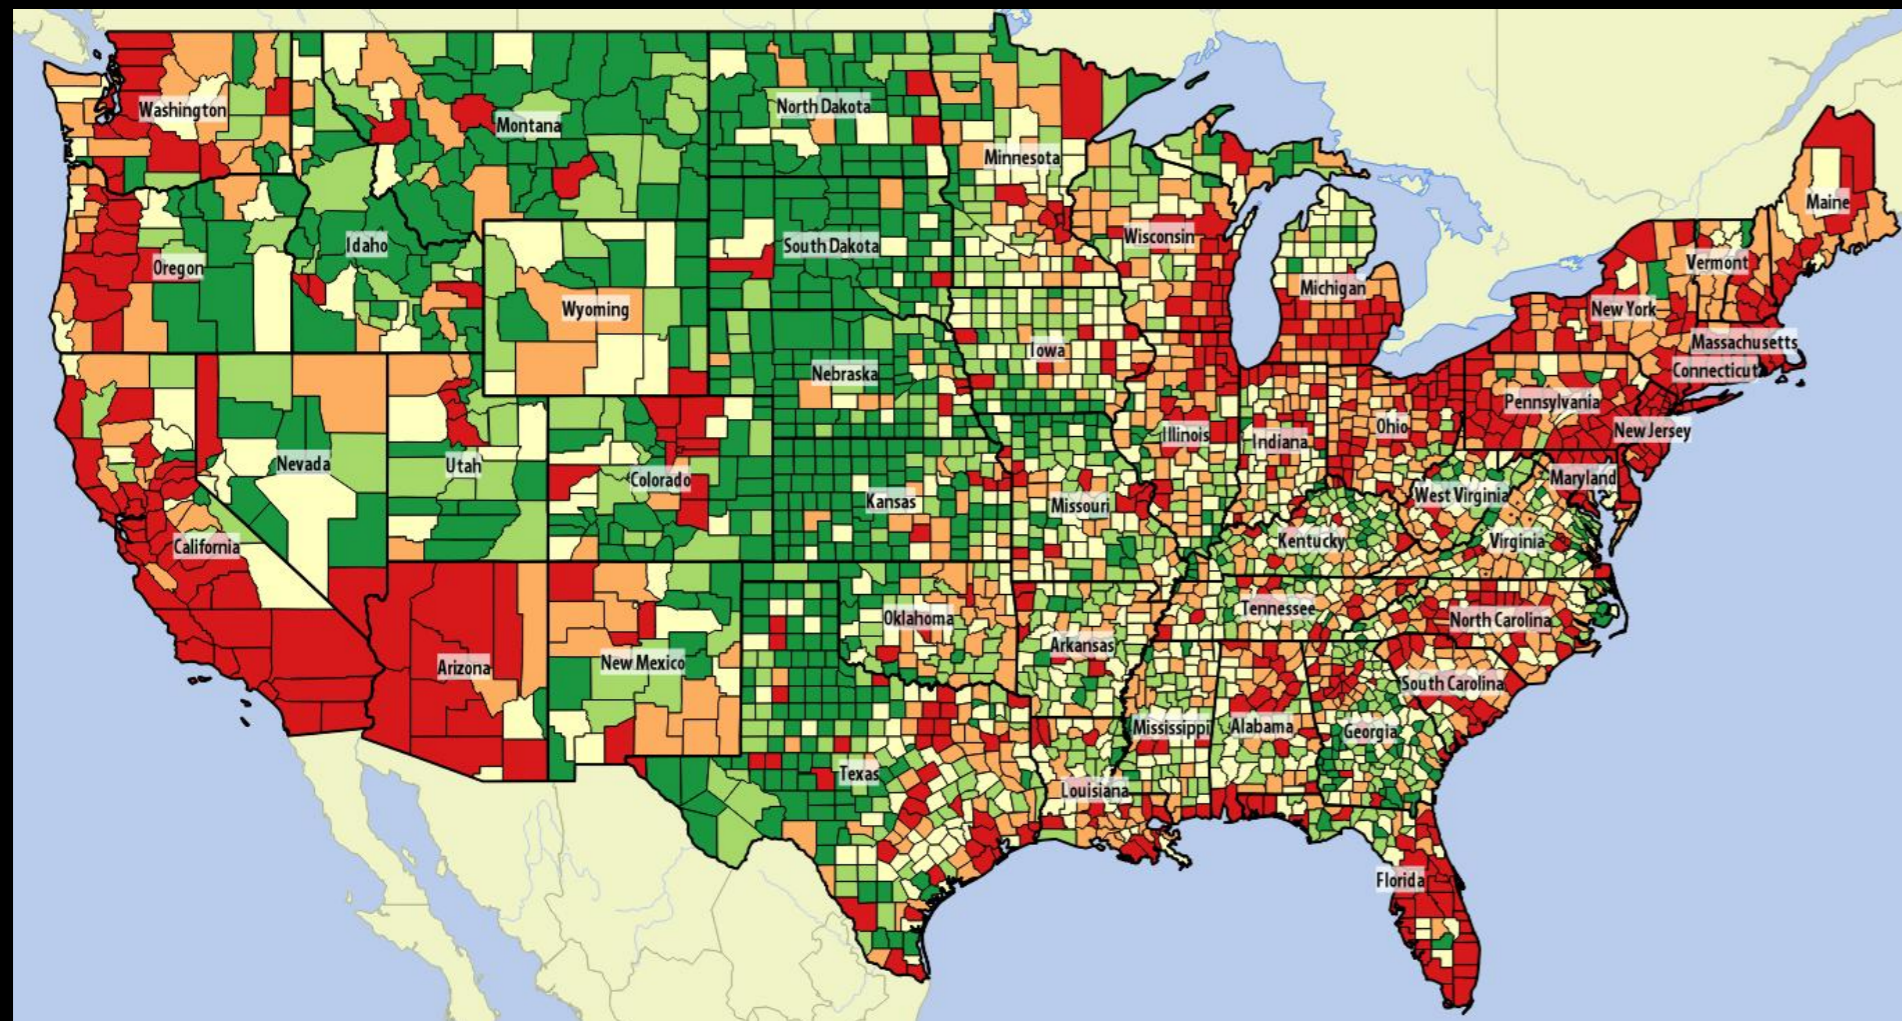 Washington
Montana
North Dakota
Minnesota
Maine
Idaho
South Dakota
Wisconsin
Oregon
Vermont
Michigan
Wyoming
New York
Massachusetts
Iowa
Connecticut
Nebraska
Pennsylvania
Ohio
New Jersey
Illinois
Indiana
Nevada
Utah
Colorado
Maryland
West Virginia
Kansas
Missouri
California
Kentucky
Virginia
Tennessee
Oklahoma
North Carolina
Arkansas
New Mexico
Arizona
South Carolina
Mississippi
Alabama
Georgia
Texas
Louisiana
Florida